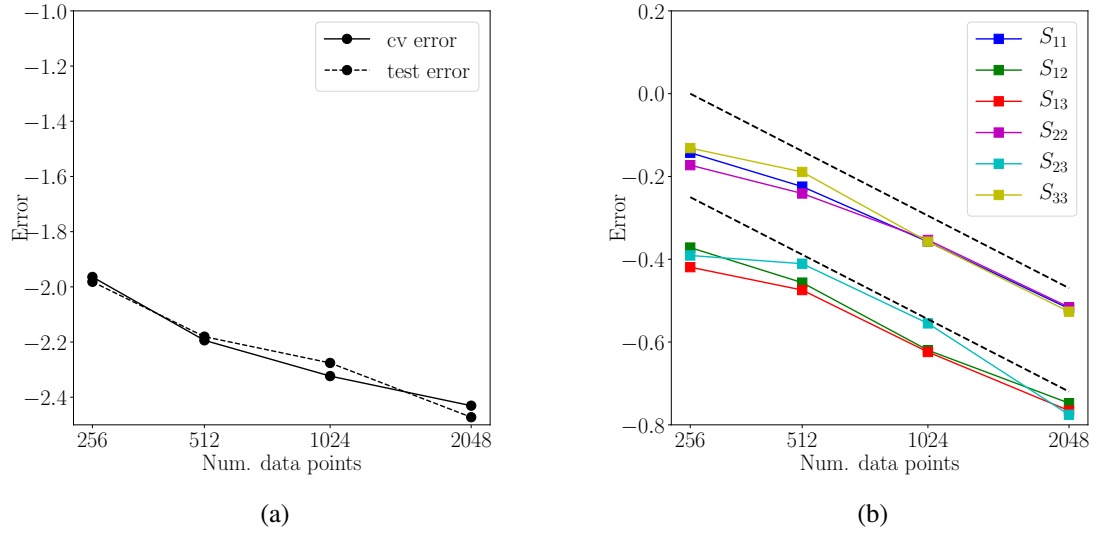 −1.0
−1.2
−1.4
−1.6
−1.8
−2.0
−2.2
−2.4
Error
256 512 1024 2048
Num. data points
cv error
test error
(a)
0.2
0.0
−0.2
−0.4
−0.6
−0.8
Error
256 512 1024 2048
Num. data points
S₁₁
S₁₂
S₁₃
S₂₂
S₂₃
S₃₃
(b)